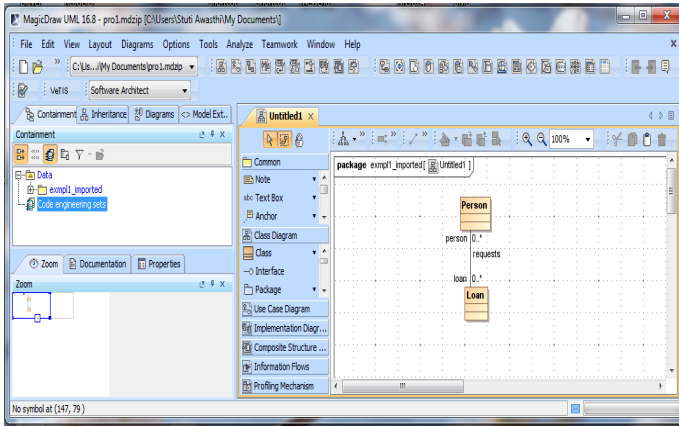 MagicDraw UML 16.8 - pro1.mdzip [C:\Users\Stuti Awasthi\My Documents\]
File Edit View Layout Diagrams Options Tools Analyze Teamwork Window Help
C:\Us...i\My Documents\pro1.mdzip
VeTIS Software Architect
Containment Inheritance Diagrams Model Ext..
Containment
Data
exmpl1_imported
Code engineering sets
Zoom Documentation Properties
Zoom
Untitled1
100%
Common
Note
abc Text Box
Anchor
Class Diagram
Class
Interface
Package
Use Case Diagram
Implementation Diagr...
Composite Structure ...
Information Flows
Profiling Mechanism
package exmpl1_imported [ Untitled1 ]
Person
person 0..*
requests
loan 0..*
Loan
No symbol at (147, 79 )